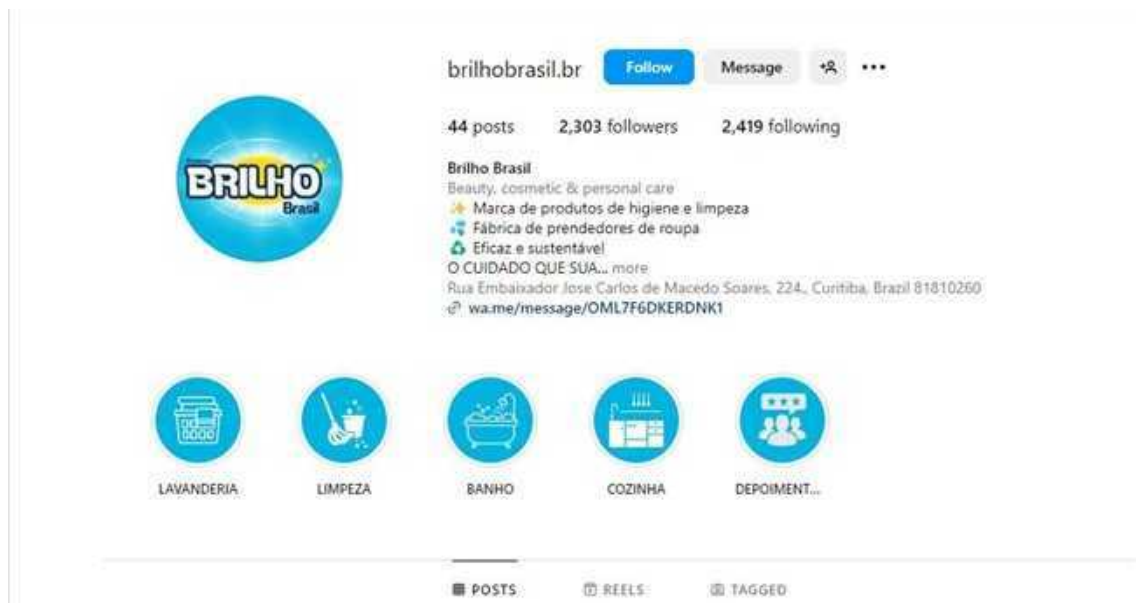 brilhobrasil.br Follow Message
44 posts 2,303 followers 2,419 following
BRILHO
Brasil
Brilho Brasil
Beauty, cosmetic & personal care
✨ Marca de produtos de higiene e limpeza
💦 Fábrica de prendedores de roupa
♻️ Eficaz e sustentável
O CUIDADO QUE SUA... more
Rua Embaixador Jose Carlos de Macedo Soares, 224., Curitiba, Brazil 81810260
wa.me/message/OML7F6DKERDNK1
LAVANDERIA LIMPEZA BANHO COZINHA DEPOIMENT...
POSTS REELS TAGGED